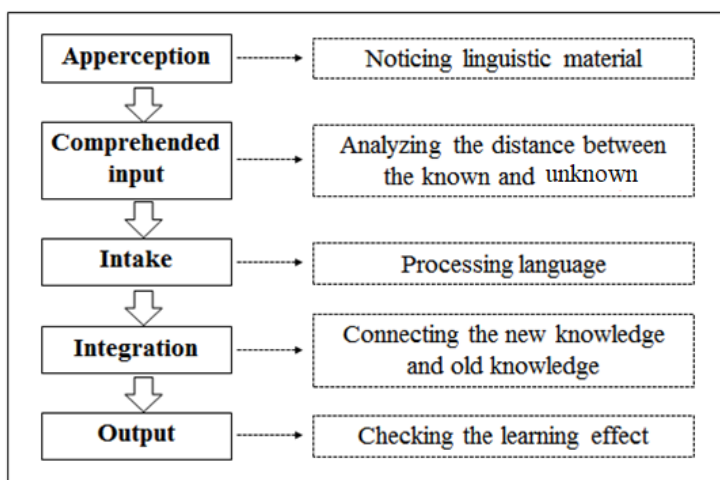 Apperception
Noticing linguistic material
Comprehended
input
Analyzing the distance between
the known and unknown
Intake
Processing language
Integration
Connecting the new knowledge
and old knowledge
Output
Checking the learning effect